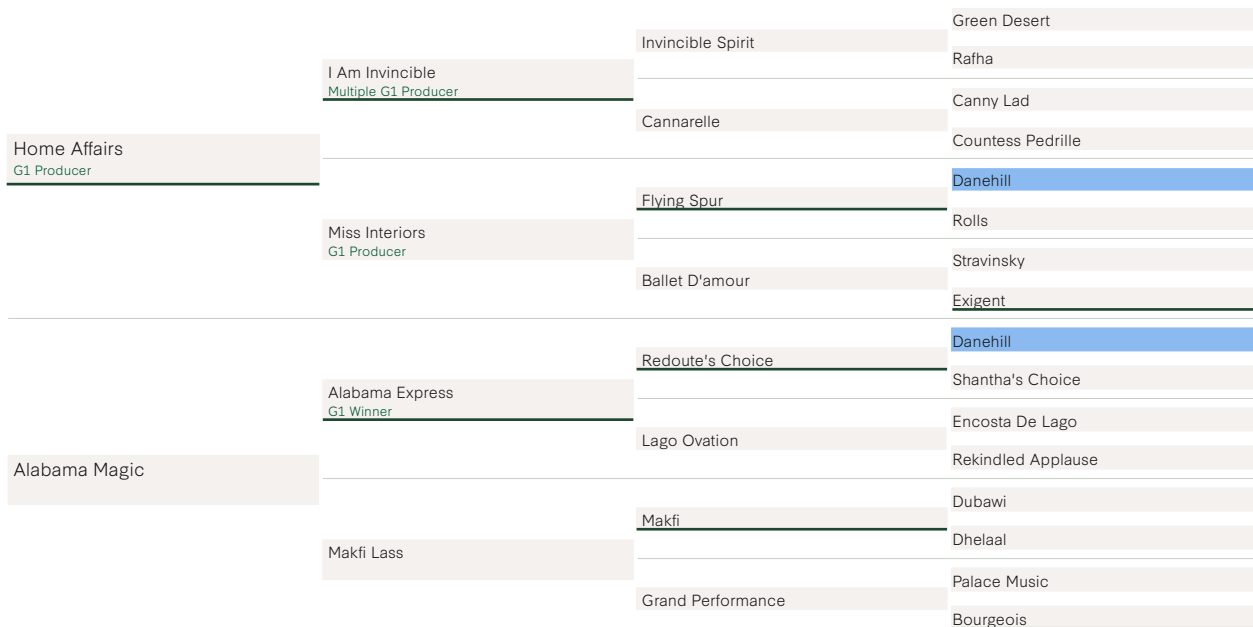 Home Affairs
G1 Producer
I Am Invincible
Multiple G1 Producer
Invincible Spirit
Green Desert
Rafha
Cannarelle
Canny Lad
Countess Pedrille
Miss Interiors
G1 Producer
Flying Spur
Danehill
Rolls
Ballet D'amour
Stravinsky
Exigent
Alabama Magic
Alabama Express
G1 Winner
Redoute's Choice
Danehill
Shantha's Choice
Lago Ovation
Encosta De Lago
Rekindled Applause
Makfi Lass
Makfi
Dubawi
Dhelaal
Grand Performance
Palace Music
Bourgeois